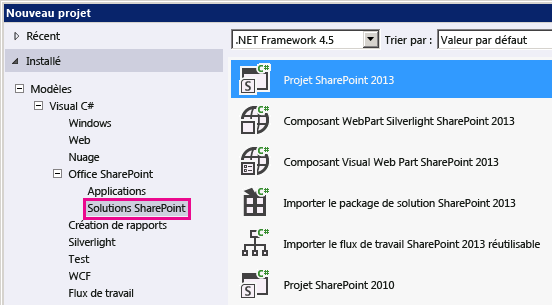 Nouveau projet
Récent
Installé
Modèles
Visual C#
Windows
Web
Nuage
Office SharePoint
Applications
Solutions SharePoint
Création de rapports
Silverlight
Test
WCF
Flux de travail
.NET Framework 4.5 Trier par : Valeur par défaut
C# Projet SharePoint 2013
C# Composant WebPart Silverlight SharePoint 2013
C# Composant Visual Web Part SharePoint 2013
C# Importer le package de solution SharePoint 2013
C# Importer le flux de travail SharePoint 2013 réutilisable
C# Projet SharePoint 2010